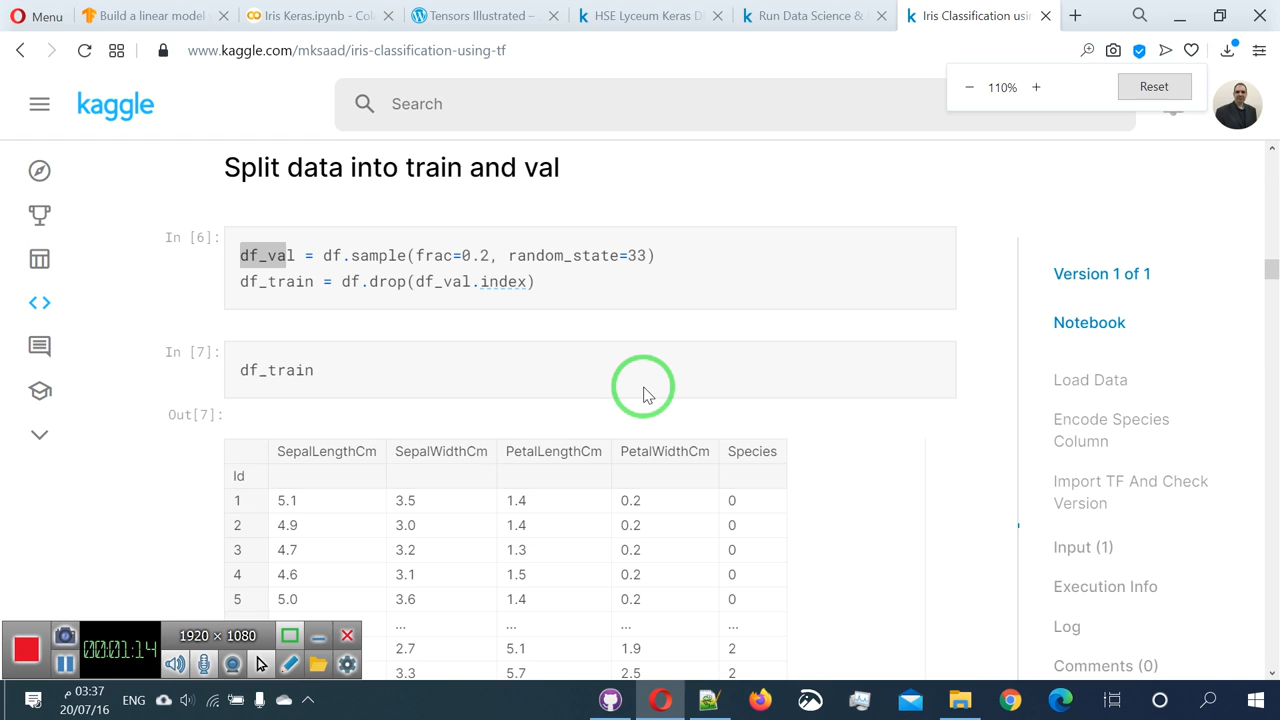 Menu
Build a linear model
Iris Keras.ipynb - Col
Tensors Illustrated –
HSE Lyceum Keras D
Run Data Science &
Iris Classification usin
www.kaggle.com/mksaad/iris-classification-using-tf
110%
Reset
kaggle
Search
Split data into train and val
In [6]:
df_val = df.sample(frac=0.2, random_state=33)
df_train = df.drop(df_val.index)
In [7]:
df_train
Out[7]:
SepalLengthCm SepalWidthCm PetalLengthCm PetalWidthCm Species
Id
1 5.1 3.5 1.4 0.2 0
2 4.9 3.0 1.4 0.2 0
3 4.7 3.2 1.3 0.2 0
4 4.6 3.1 1.5 0.2 0
5 5.0 3.6 1.4 0.2 0
... ... ... ...
2.7 5.1 1.9 2
3.3 5.7 2.5 2
Version 1 of 1
Notebook
Load Data
Encode Species
Column
Import TF And Check
Version
Input (1)
Execution Info
Log
Comments (0)
00:01:14
1920 × 1080
03:37 م
20/07/16
ENG